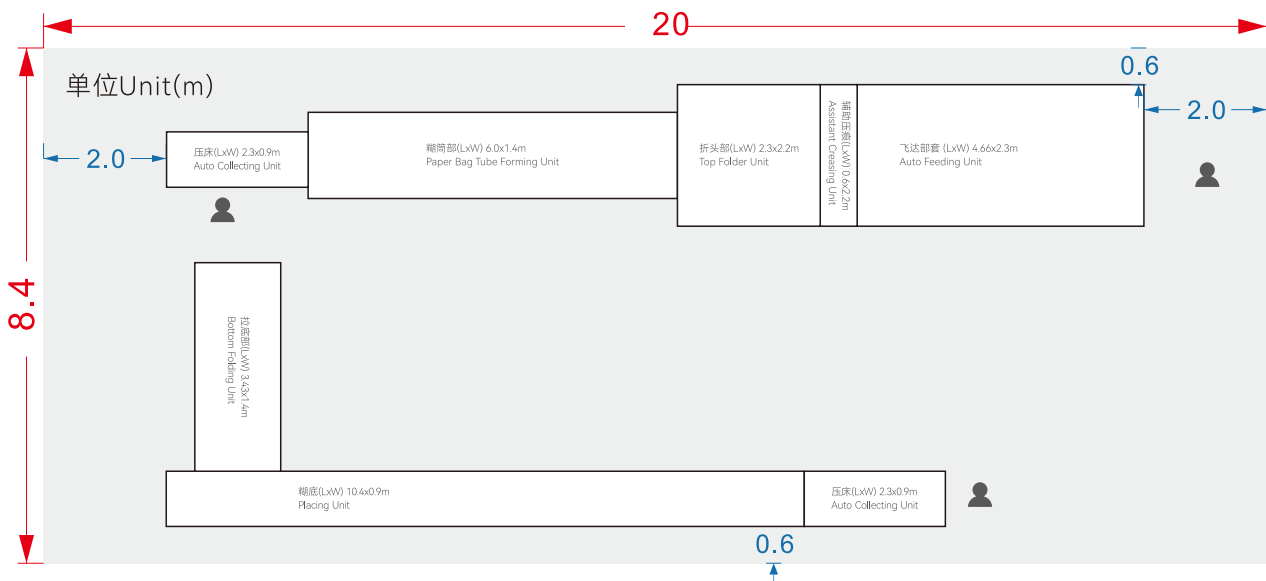 20
单位Unit(m)
0.6
2.0
2.0
8.4
压床(LxW) 2.3x0.9m
Auto Collecting Unit
糊筒部(LxW) 6.0x1.4m
Paper Bag Tube Forming Unit
折头部(LxW) 2.3x2.2m
Top Folder Unit
辅助压痕(LxW) 0.6x2.2m
Assistant Creasing Unit
飞达部套 (LxW) 4.66x2.3m
Auto Feeding Unit
拉底部(LxW) 3.43x1.4m
Bottom Folding Unit
糊底(LxW) 10.4x0.9m
Placing Unit
压床(LxW) 2.3x0.9m
Auto Collecting Unit
0.6